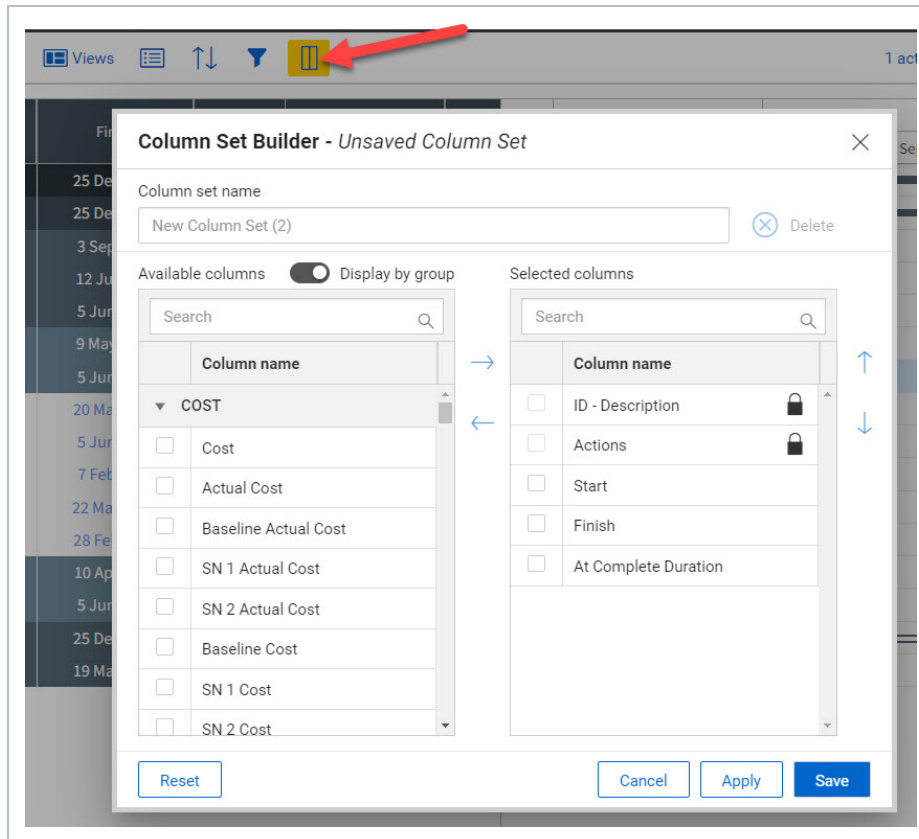 Views
1 act
Fin
Sep
25 De
25 De
3 Sep
12 Ju
5 Jun
9 May
5 Jun
20 Ma
5 Jun
7 Feb
22 Ma
28 Fe
10 Ap
5 Jun
25 De
19 Ma
Column Set Builder - Unsaved Column Set
Column set name
New Column Set (2)
Delete
Available columns
Display by group
Search
Column name
COST
Cost
Actual Cost
Baseline Actual Cost
SN 1 Actual Cost
SN 2 Actual Cost
Baseline Cost
SN 1 Cost
SN 2 Cost
Selected columns
Search
Column name
ID - Description
Actions
Start
Finish
At Complete Duration
Reset
Cancel
Apply
Save